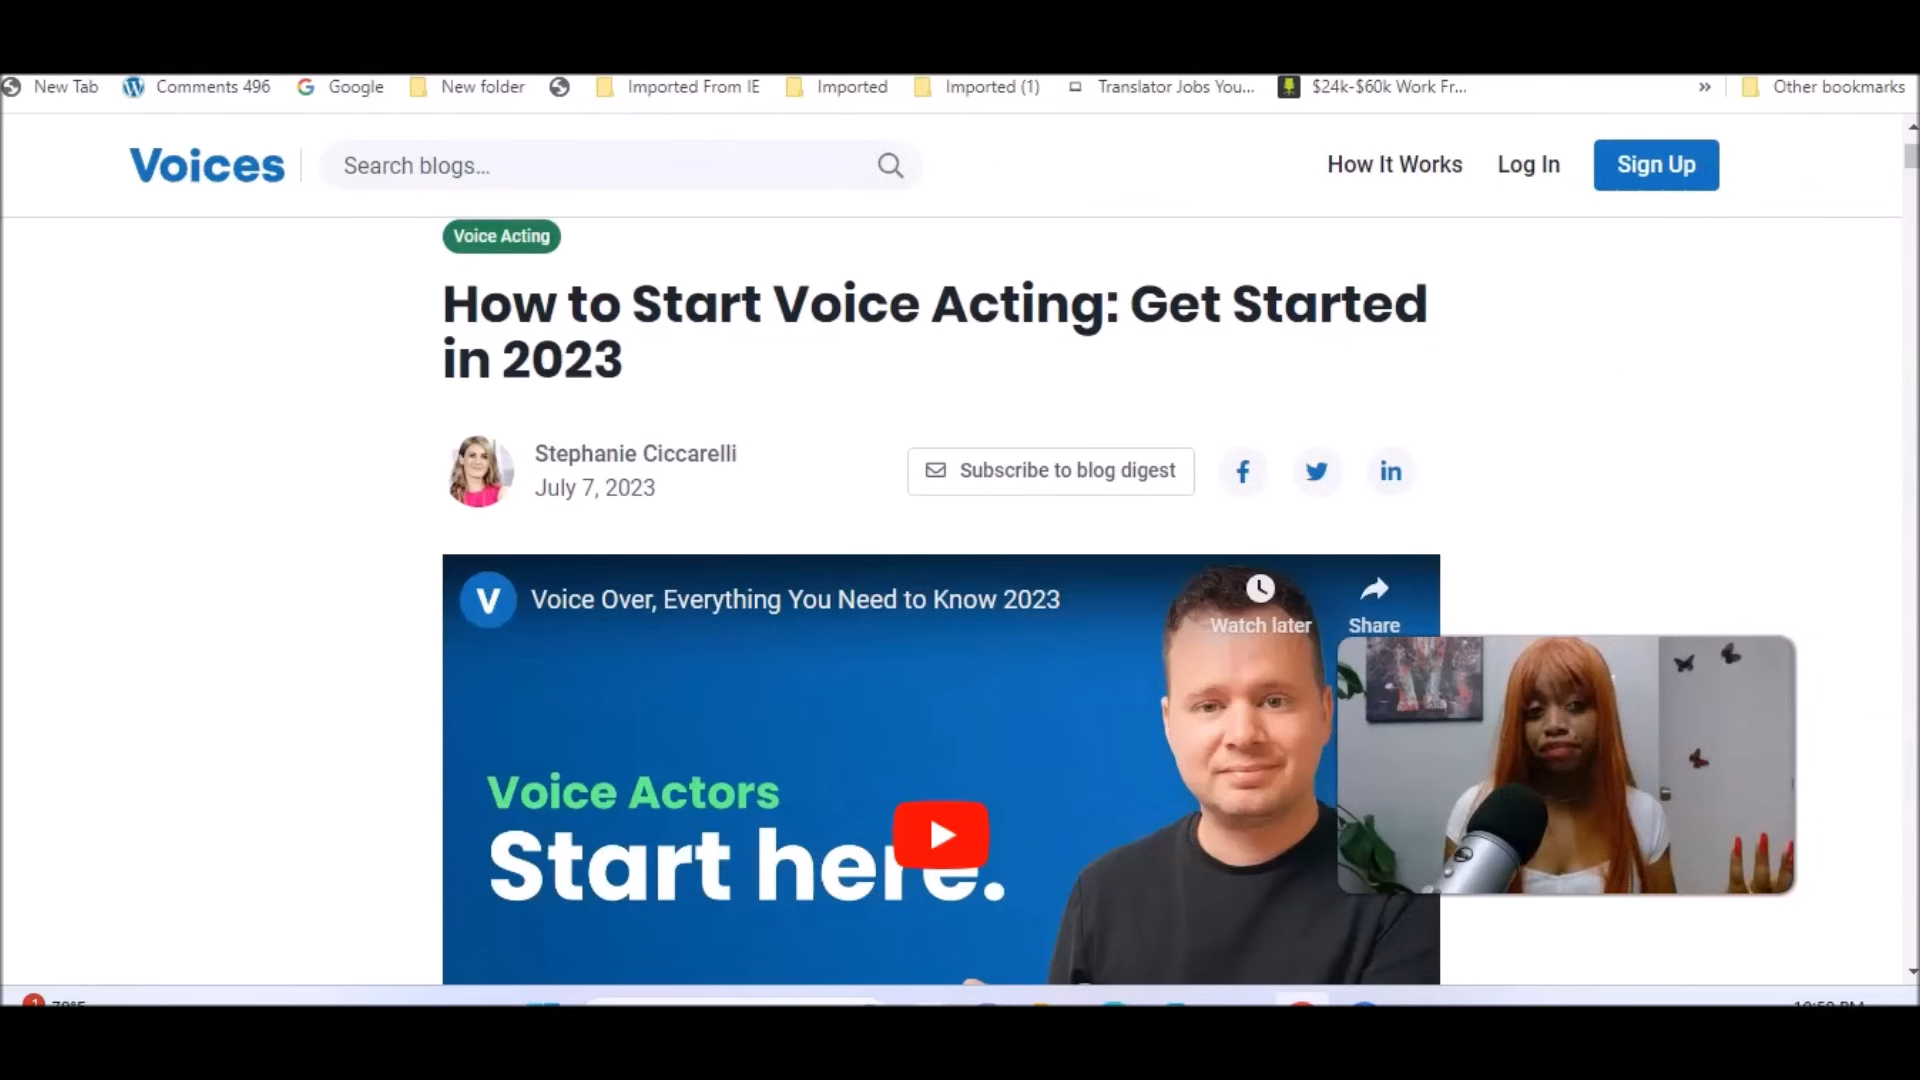 New Tab Comments 496 Google New folder Imported From IE Imported Imported (1) Translator Jobs You... $24k-$60k Work Fr... » Other bookmarks
Voices Search blogs... How It Works Log In Sign Up
Voice Acting
How to Start Voice Acting: Get Started
in 2023
Stephanie Ciccarelli
July 7, 2023
Subscribe to blog digest
V Voice Over, Everything You Need to Know 2023
Watch later Share
Voice Actors
Start here.